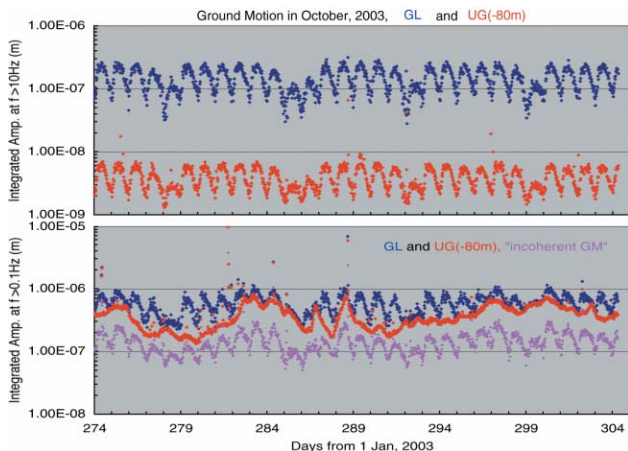 Ground Motion in October, 2003, GL and UG(-80m)
Integrated Amp. at f >10Hz (m)
1.00E-06
1.00E-07
1.00E-08
1.00E-09
GL and UG(-80m), "incoherent GM"
Integrated Amp. at f >0.1Hz (m)
1.00E-05
1.00E-06
1.00E-07
1.00E-08
274 279 284 289 294 299 304
Days from 1 Jan, 2003